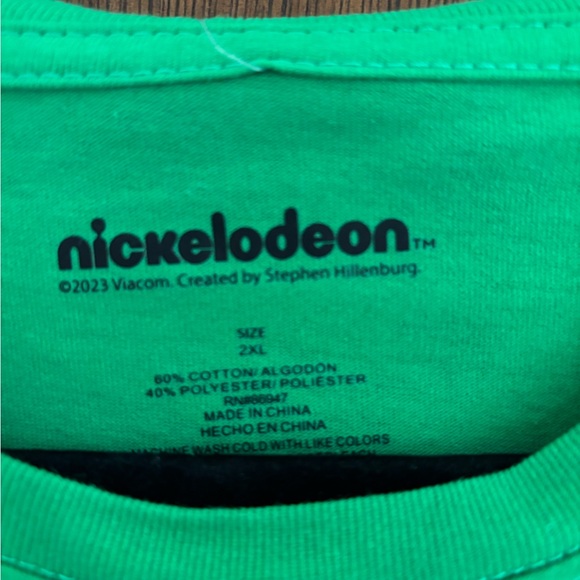 nickelodeon™
©2023 Viacom. Created by Stephen Hillenburg.
SIZE
2XL
60% COTTON/ALGODÓN
40% POLYESTER/POLIÉSTER
RN#86947
MADE IN CHINA
HECHO EN CHINA
MACHINE WASH COLD WITH LIKE COLORS